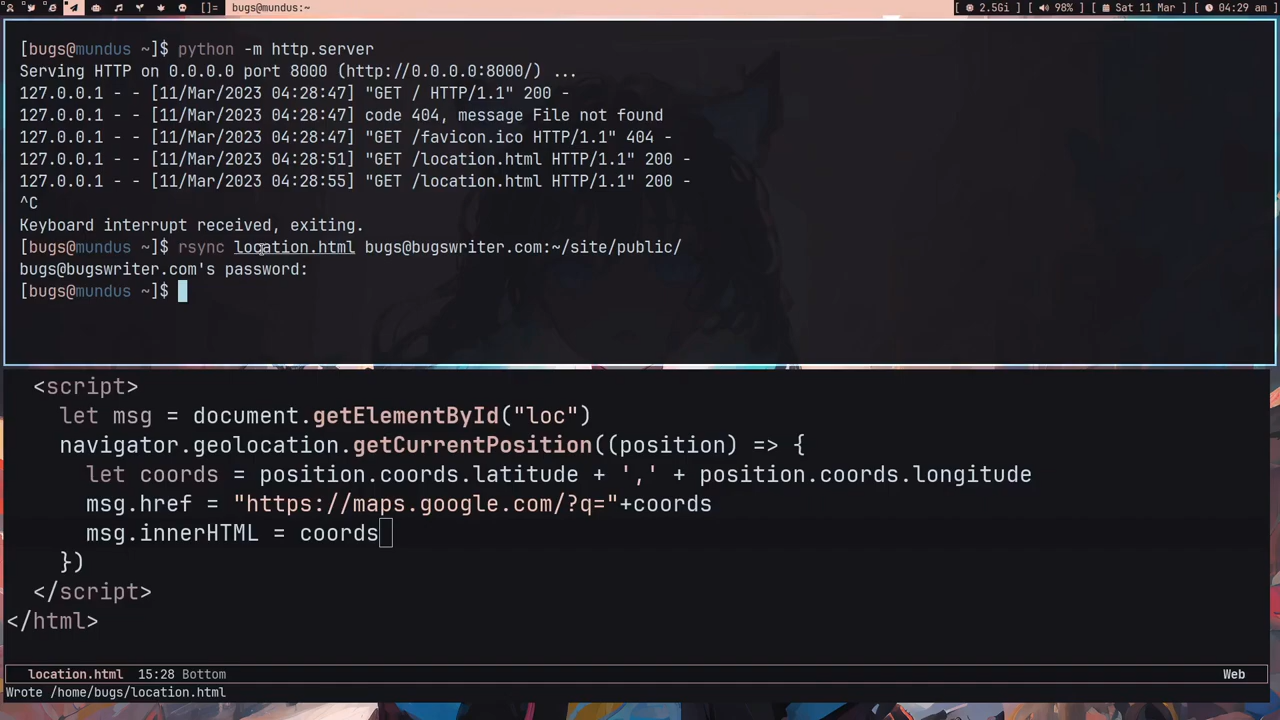 []= bugs@mundus:~ 2.5Gi 98% Sat 11 Mar 04:29 am
[bugs@mundus ~]$ python -m http.server
Serving HTTP on 0.0.0.0 port 8000 (http://0.0.0.0:8000/) ...
127.0.0.1 - - [11/Mar/2023 04:28:47] "GET / HTTP/1.1" 200 -
127.0.0.1 - - [11/Mar/2023 04:28:47] code 404, message File not found
127.0.0.1 - - [11/Mar/2023 04:28:47] "GET /favicon.ico HTTP/1.1" 404 -
127.0.0.1 - - [11/Mar/2023 04:28:51] "GET /location.html HTTP/1.1" 200 -
127.0.0.1 - - [11/Mar/2023 04:28:55] "GET /location.html HTTP/1.1" 200 -
^C
Keyboard interrupt received, exiting.
[bugs@mundus ~]$ rsync location.html bugs@bugswriter.com:~/site/public/
bugs@bugswriter.com's password:
[bugs@mundus ~]$
<script>
let msg = document.getElementById("loc")
navigator.geolocation.getCurrentPosition((position) => {
let coords = position.coords.latitude + ',' + position.coords.longitude
msg.href = "https://maps.google.com/?q="+coords
msg.innerHTML = coords
})
</script>
</html>
location.html 15:28 Bottom Web
Wrote /home/bugs/location.html